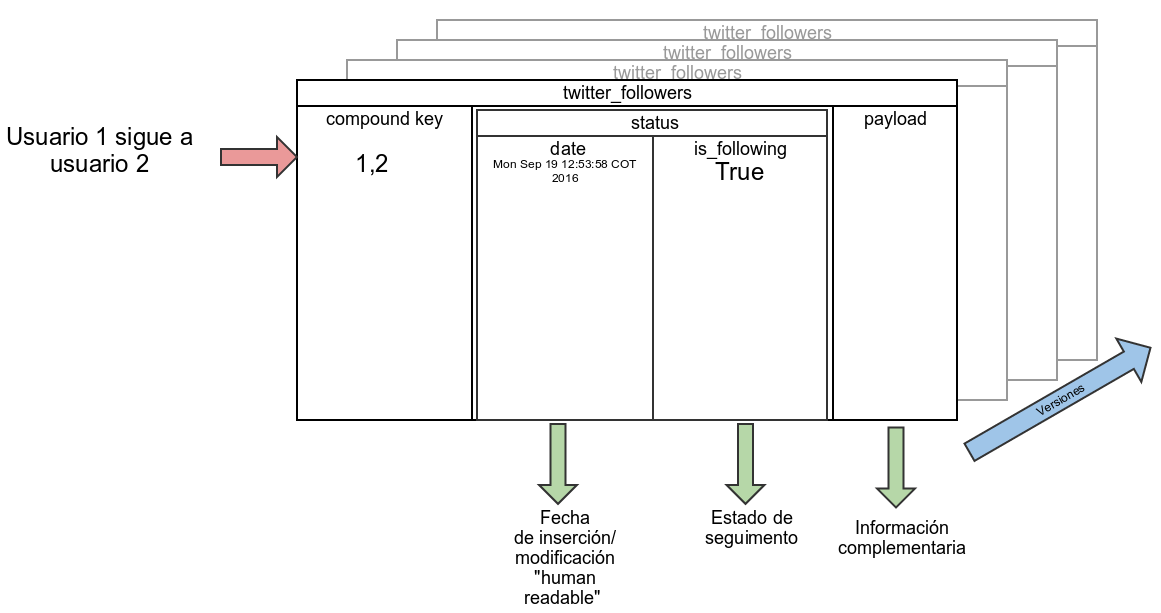 twitter_followers
twitter_followers
twitter_followers
twitter_followers
Usuario 1 sigue a
usuario 2
compound key
1,2
status
date
Mon Sep 19 12:53:58 COT
2016
is_following
True
payload
Versiones
Fecha
de inserción/
modificación
"human
readable"
Estado de
seguimento
Información
complementaria